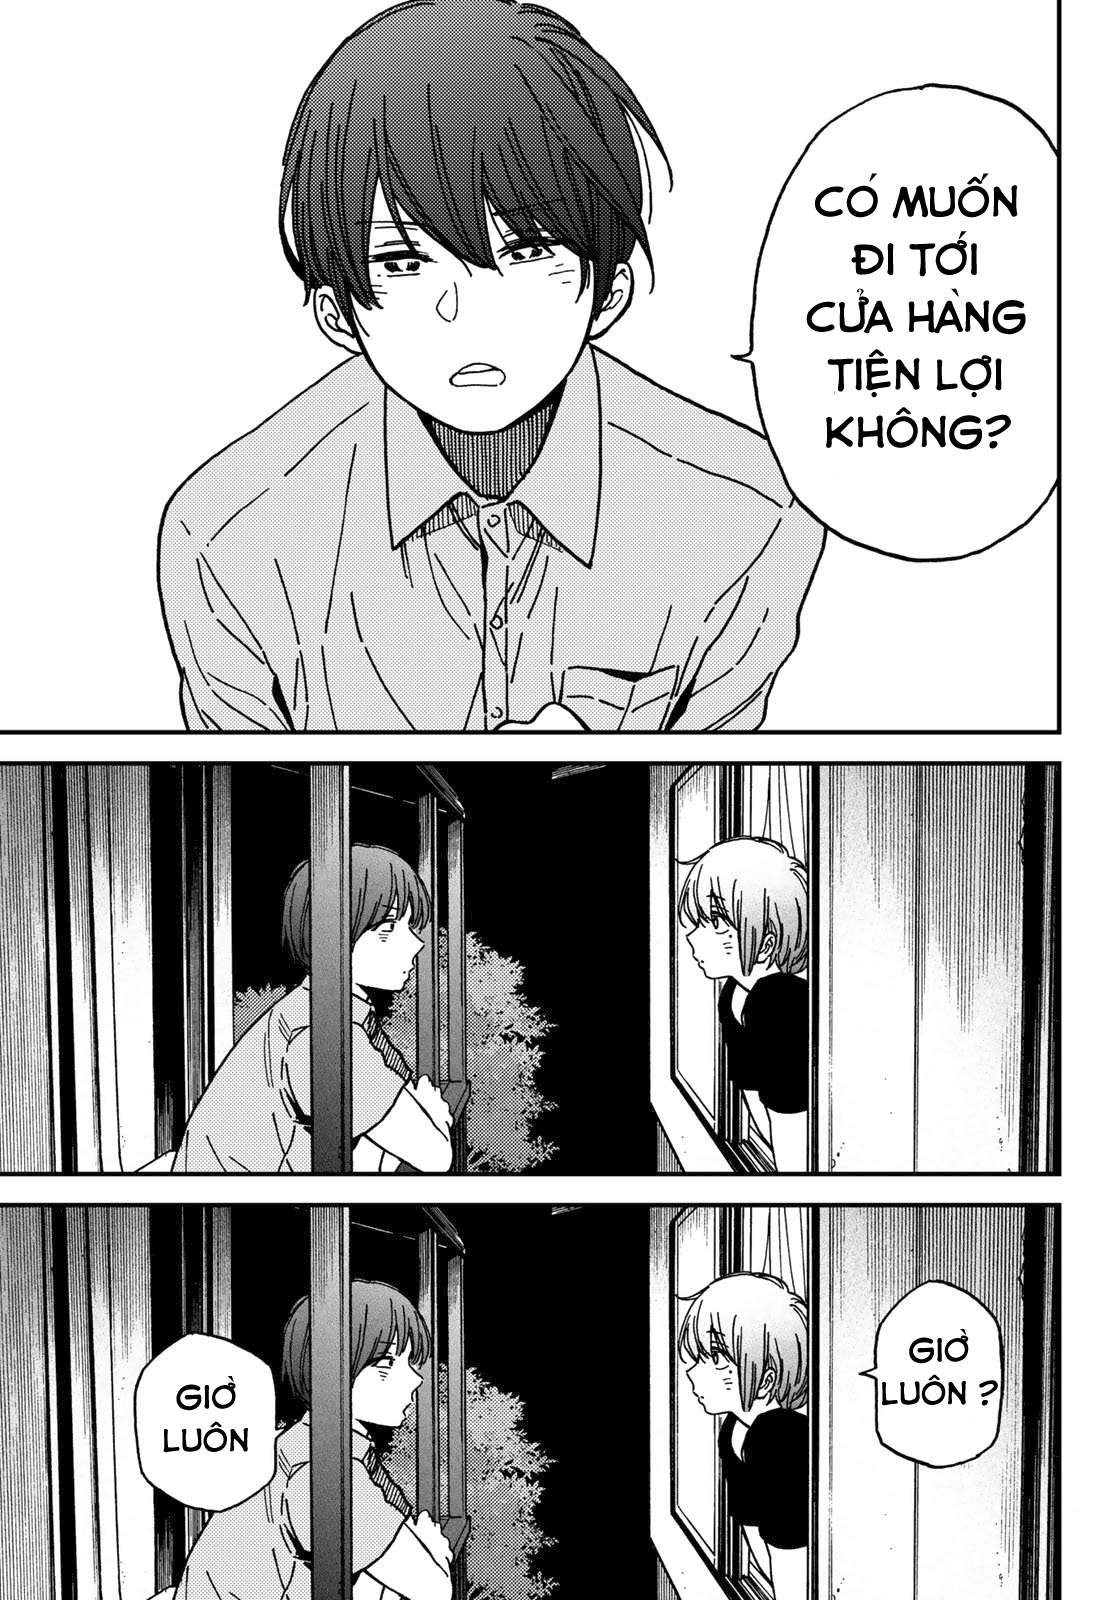 CÓ MUỐN
ĐI TỚI
CỬA HÀNG
TIỆN LỢI
KHÔNG?
GIỜ
LUÔN ?
GIỜ
LUÔN